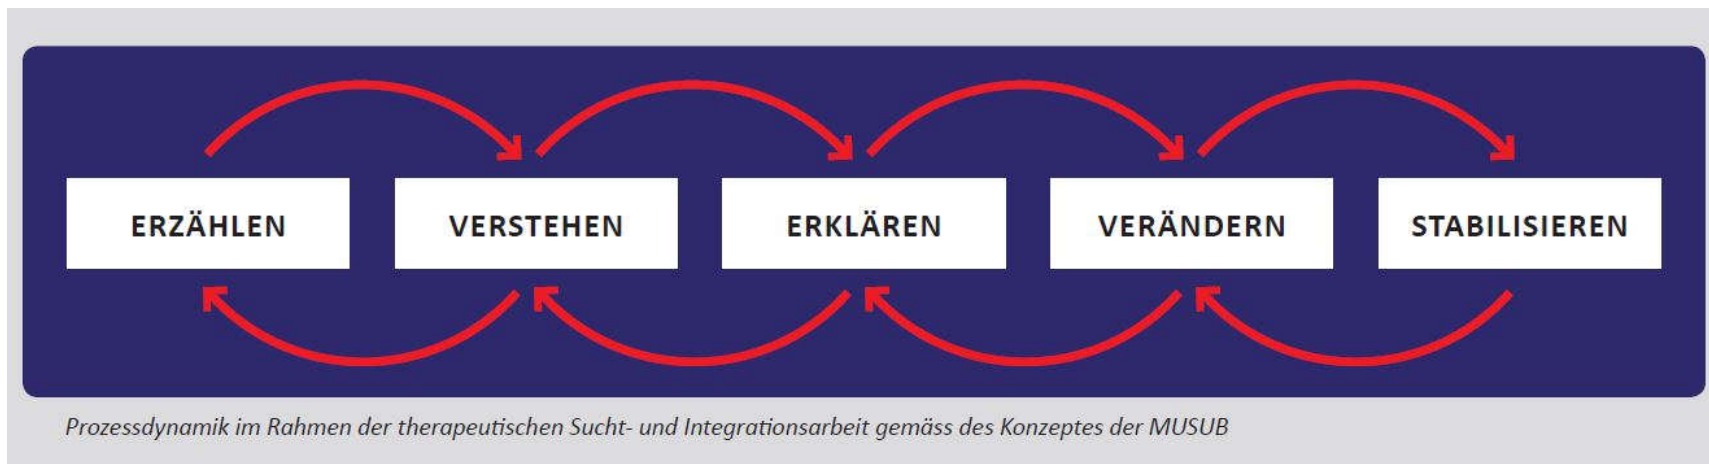 ERZÄHLEN
VERSTEHEN
ERKLÄREN
VERÄNDERN
STABILISIEREN
Prozessdynamik im Rahmen der therapeutischen Sucht- und Integrationsarbeit gemäss des Konzeptes der MUSUB